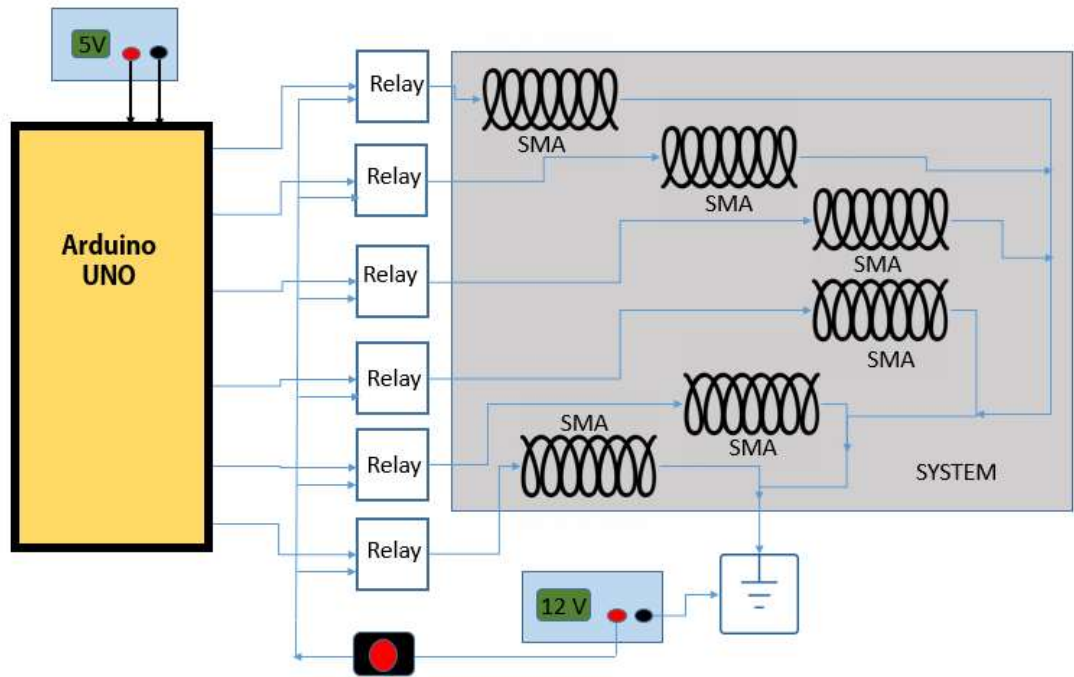 5V
Arduino
UNO
Relay
Relay
Relay
Relay
Relay
Relay
SMA
SMA
SMA
SMA
SMA
SMA
SYSTEM
12 V